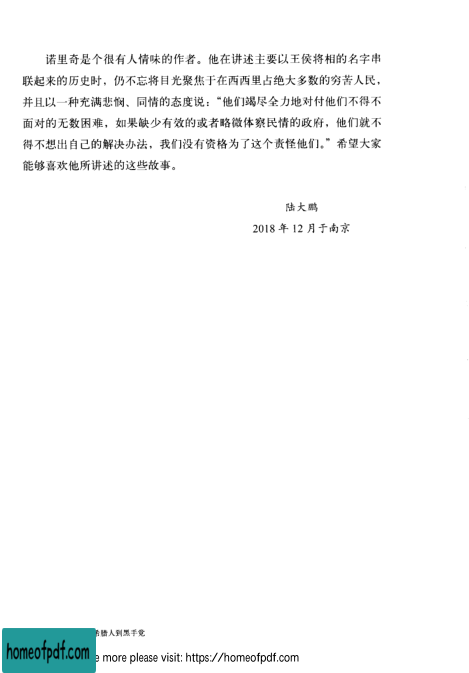 诺里奇是个很有人情味的作者。他在讲述主要以王侯将相的名字串
联起来的历史时，仍不忘将目光聚焦于在西西里占绝大多数的穷苦人民，
并且以一种充满悲悯、同情的态度说：“他们竭尽全力地对付他们不得不
面对的无数困难，如果缺少有效的或者略微体察民情的政府，他们就不
得不想出自己的解决办法，我们没有资格为了这个责怪他们。”希望大家
能够喜欢他所讲述的这些故事。
陆大鹏
2018 年 12 月于南京
腊人到黑手党
homeofpdf.com
e more please visit: https://homeofpdf.com